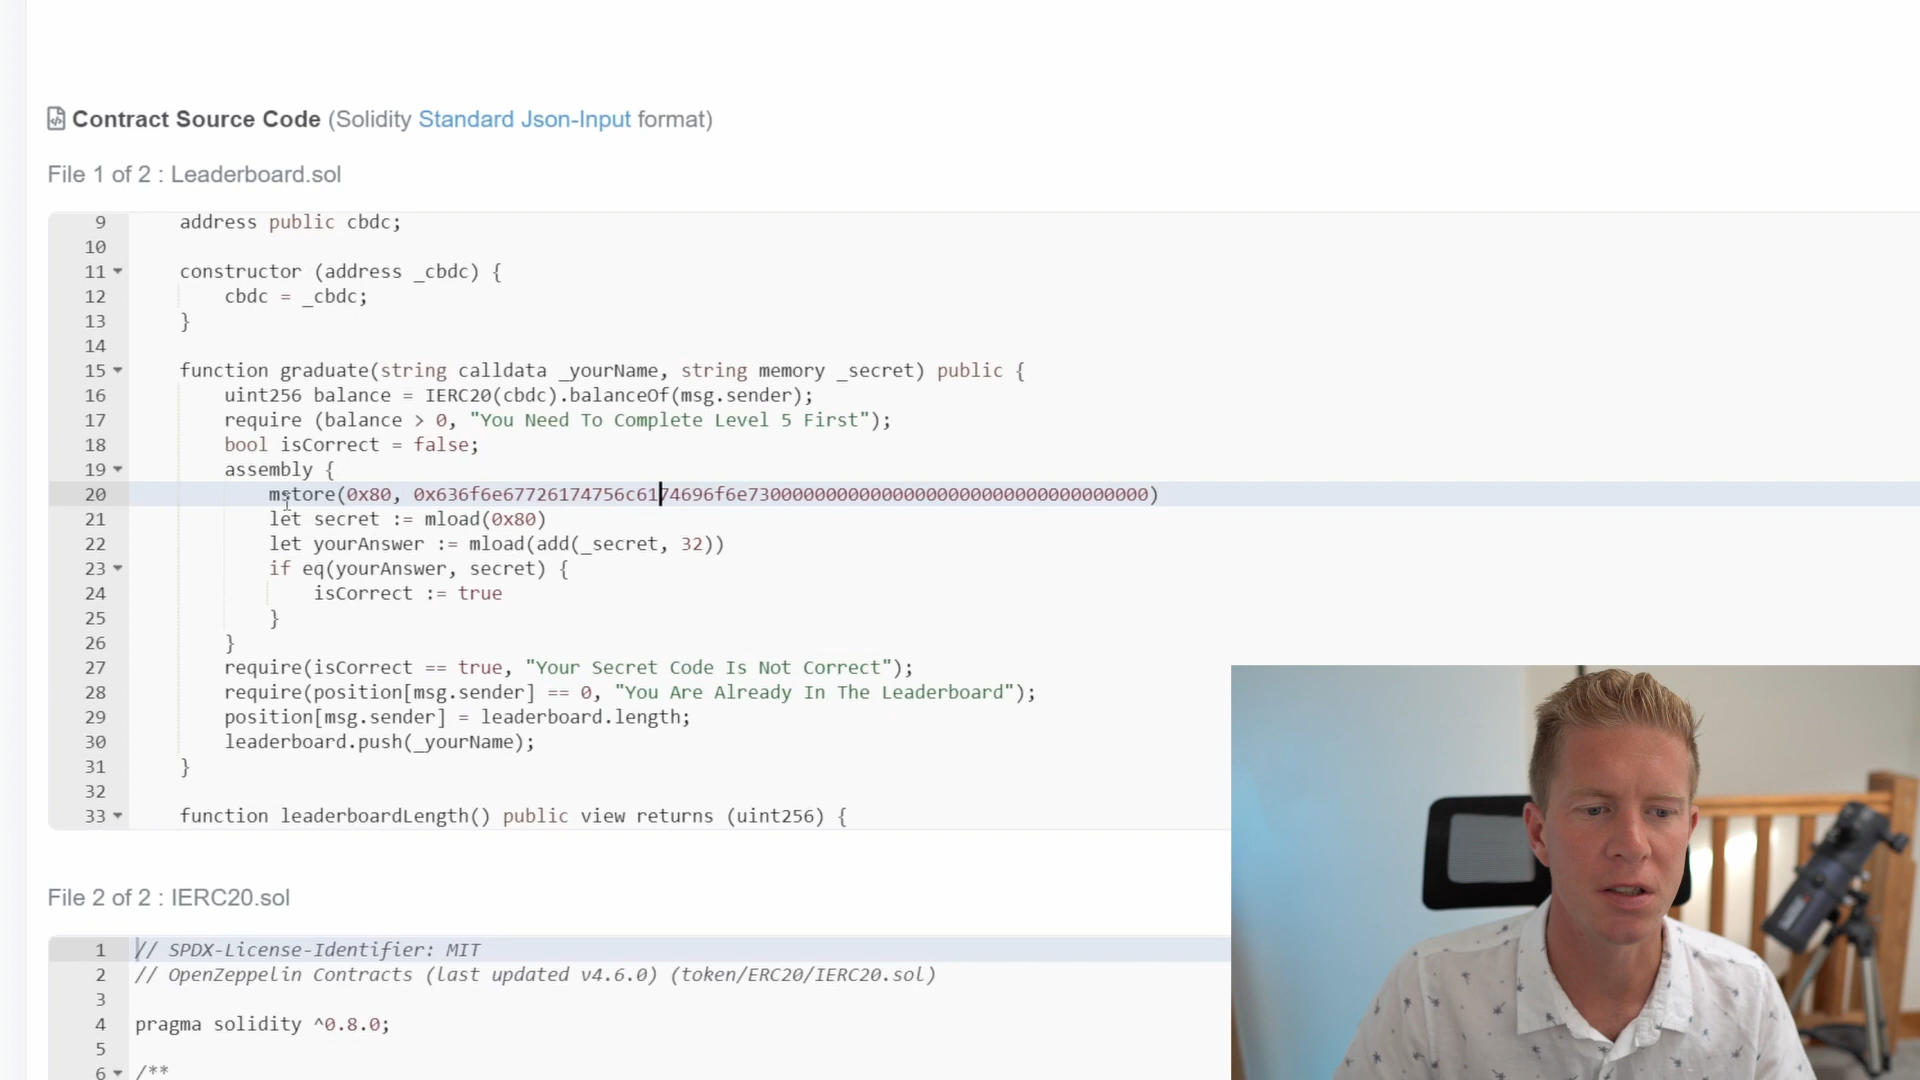 Contract Source Code (Solidity Standard Json-Input format)
File 1 of 2 : Leaderboard.sol
9 address public cbdc;
10
11 constructor (address _cbdc) {
12 cbdc = _cbdc;
13 }
14
15 function graduate(string calldata _yourName, string memory _secret) public {
16 uint256 balance = IERC20(cbdc).balanceOf(msg.sender);
17 require (balance > 0, "You Need To Complete Level 5 First");
18 bool isCorrect = false;
19 assembly {
20 mstore(0x80, 0x636f6e67726174756c6174696f6e730000000000000000000000000000000000)
21 let secret := mload(0x80)
22 let yourAnswer := mload(add(_secret, 32))
23 if eq(yourAnswer, secret) {
24 isCorrect := true
25 }
26 }
27 require(isCorrect == true, "Your Secret Code Is Not Correct");
28 require(position[msg.sender] == 0, "You Are Already In The Leaderboard");
29 position[msg.sender] = leaderboard.length;
30 leaderboard.push(_yourName);
31 }
32
33 function leaderboardLength() public view returns (uint256) {
File 2 of 2 : IERC20.sol
1 // SPDX-License-Identifier: MIT
2 // OpenZeppelin Contracts (last updated v4.6.0) (token/ERC20/IERC20.sol)
3
4 pragma solidity ^0.8.0;
5
6 /**